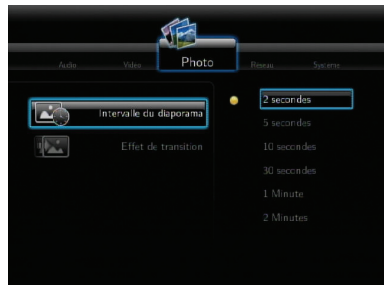 Audio Vidéo Photo Réseau Système
Intervalle du diaporama
Effet de transition
2 secondes
5 secondes
10 secondes
30 secondes
1 Minute
2 Minutes